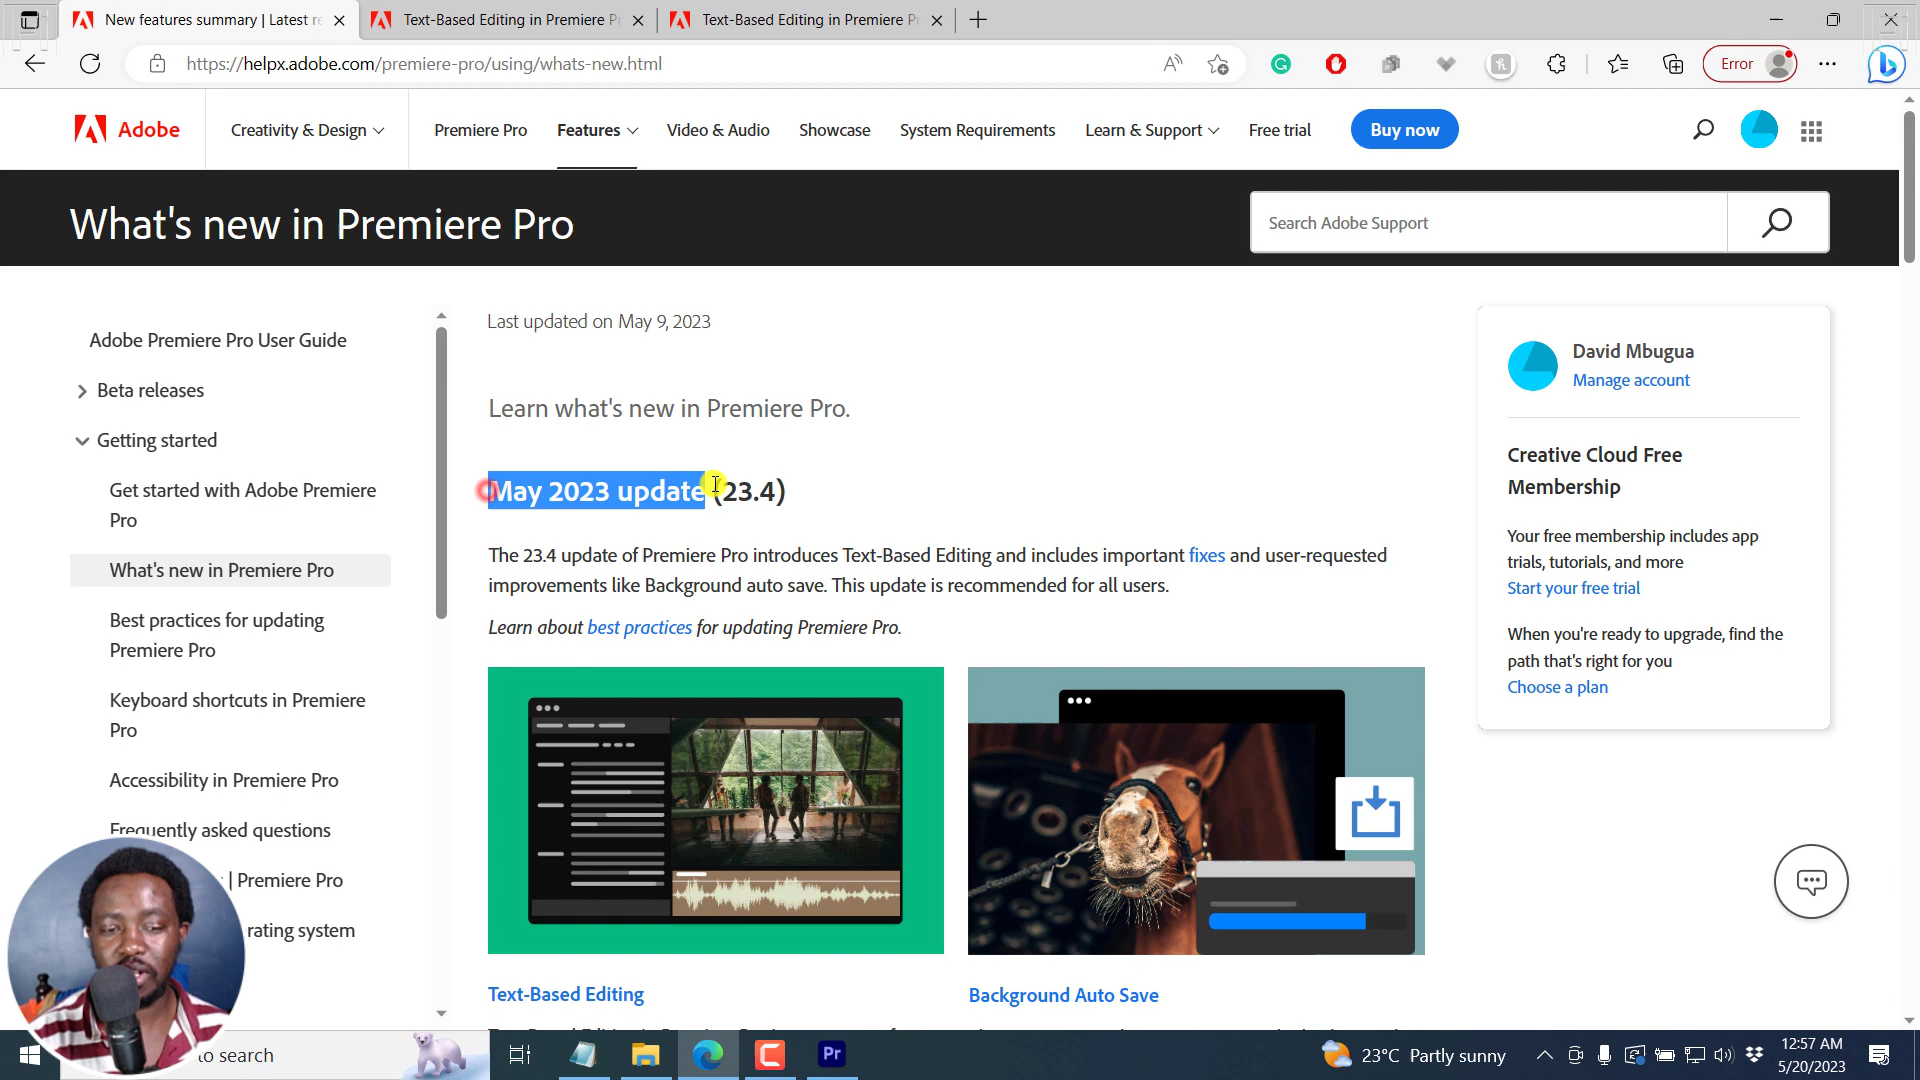 New features summary | Latest re
Text-Based Editing in Premiere P
Text-Based Editing in Premiere P
https://helpx.adobe.com/premiere-pro/using/whats-new.html
Error
Adobe
Creativity & Design
Premiere Pro
Features
Video & Audio
Showcase
System Requirements
Learn & Support
Free trial
Buy now
What's new in Premiere Pro
Search Adobe Support
Adobe Premiere Pro User Guide
Beta releases
Getting started
Get started with Adobe Premiere
Pro
What's new in Premiere Pro
Best practices for updating
Premiere Pro
Keyboard shortcuts in Premiere
Pro
Accessibility in Premiere Pro
Frequently asked questions
| Premiere Pro
rating system
Last updated on May 9, 2023
Learn what's new in Premiere Pro.
May 2023 update (23.4)
The 23.4 update of Premiere Pro introduces Text-Based Editing and includes important fixes and user-requested
improvements like Background auto save. This update is recommended for all users.
Learn about best practices for updating Premiere Pro.
Text-Based Editing
Background Auto Save
David Mbugua
Manage account
Creative Cloud Free
Membership
Your free membership includes app
trials, tutorials, and more
Start your free trial
When you're ready to upgrade, find the
path that's right for you
Choose a plan
to search
Pr
23°C Partly sunny
12:57 AM
5/20/2023